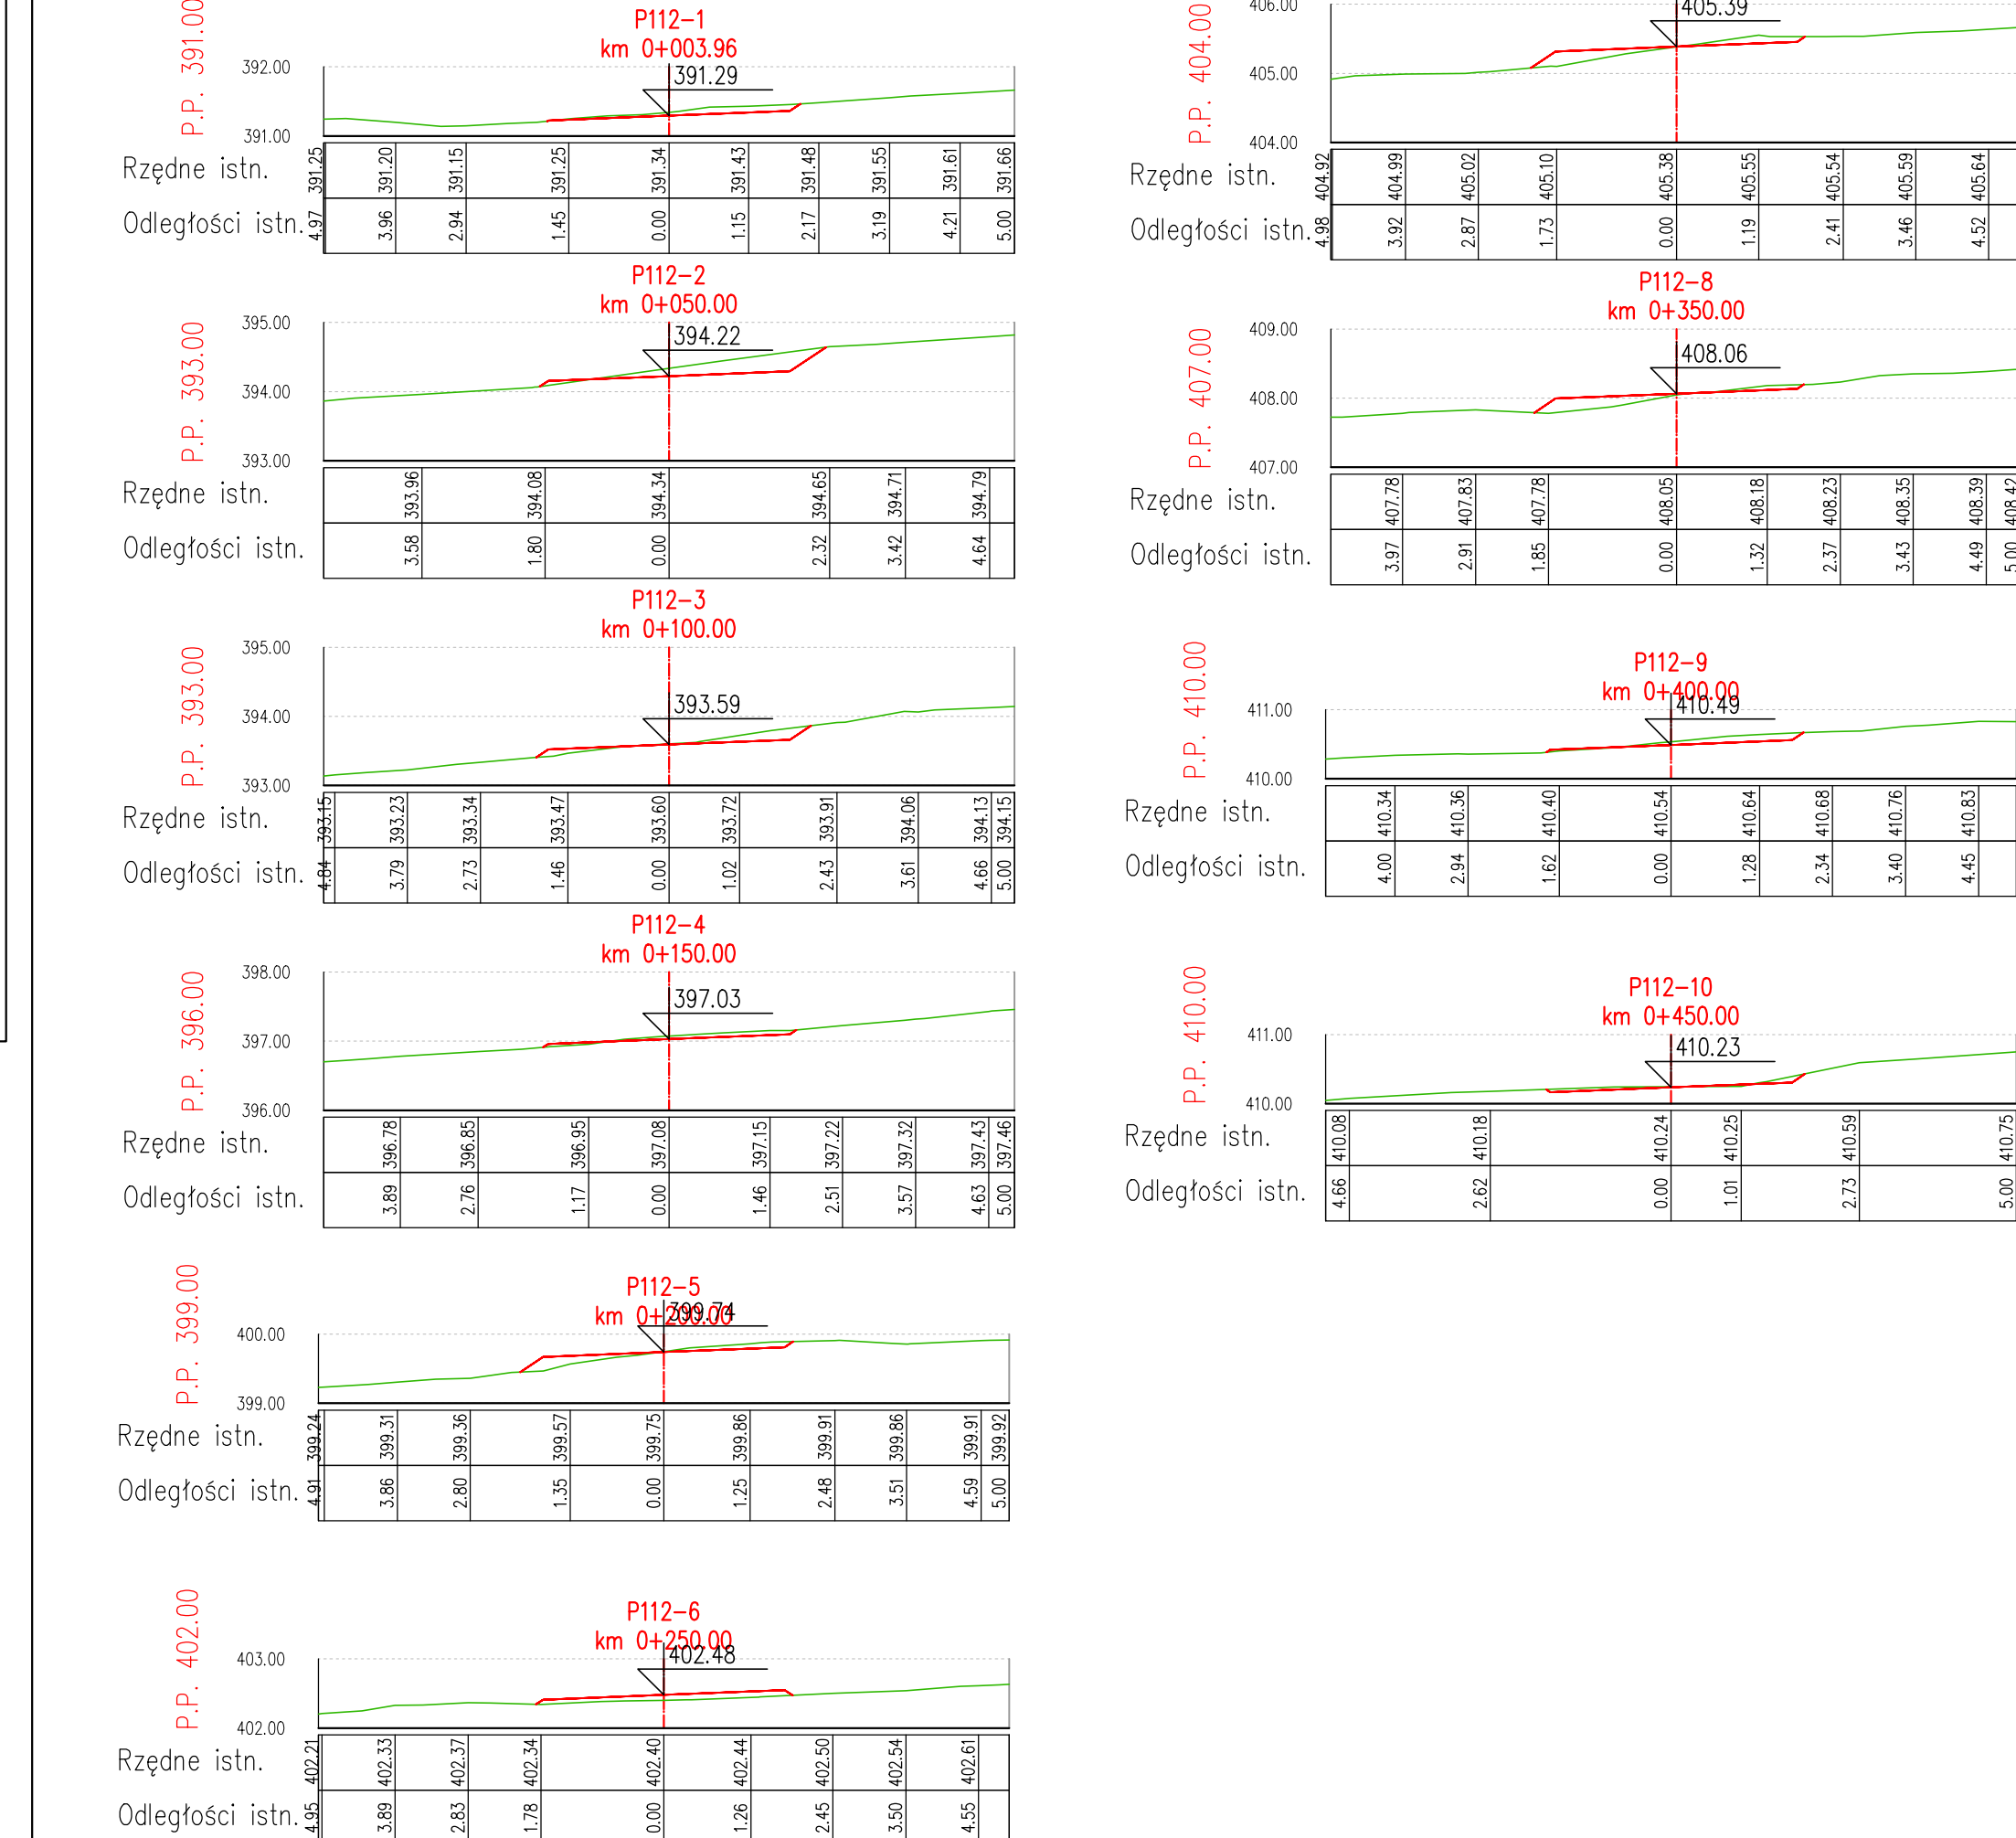 P112-1
km 0+003.96
P.P. 391.00
392.00
391.29
391.00
Rzędne istn. 391.25 391.20 391.15 391.25 391.34 391.43 391.48 391.55 391.61 391.66
Odległości istn. 4.97 3.96 2.94 1.45 0.00 1.15 2.17 3.19 4.21 5.00
P112-2
km 0+050.00
P.P. 393.00
395.00
394.22
394.00
393.00
Rzędne istn. 393.96 394.08 394.34 394.65 394.71 394.79
Odległości istn. 3.58 1.80 0.00 2.32 3.42 4.64
P112-3
km 0+100.00
P.P. 393.00
395.00
394.00
393.59
393.00
Rzędne istn. 393.15 393.23 393.34 393.47 393.60 393.72 393.91 394.06 394.13 394.15
Odległości istn. 4.84 3.79 2.73 1.46 0.00 1.02 2.43 3.61 4.66 5.00
P112-4
km 0+150.00
P.P. 396.00
398.00
397.03
397.00
396.00
Rzędne istn. 396.78 396.85 396.95 397.08 397.15 397.22 397.32 397.43 397.46
Odległości istn. 3.89 2.76 1.17 0.00 1.46 2.51 3.57 4.63 5.00
P112-5
km 0+200.00
P.P. 399.00
399.74
400.00
399.00
Rzędne istn. 399.24 399.31 399.36 399.57 399.75 399.86 399.91 399.86 399.91 399.92
Odległości istn. 4.91 3.86 2.80 1.35 0.00 1.25 2.48 3.51 4.59 5.00
P112-6
km 0+250.00
P.P. 402.00
403.00
402.48
402.00
Rzędne istn. 402.21 402.33 402.37 402.34 402.40 402.44 402.50 402.54 402.61
Odległości istn. 4.95 3.89 2.83 1.78 0.00 1.26 2.45 3.50 4.55
P.P. 404.00
406.00
405.39
405.00
404.00
Rzędne istn. 404.92 404.99 405.02 405.10 405.38 405.55 405.54 405.59 405.64
Odległości istn. 4.98 3.92 2.87 1.73 0.00 1.19 2.41 3.46 4.52
P112-8
km 0+350.00
P.P. 407.00
409.00
408.06
408.00
407.00
Rzędne istn. 407.78 407.83 407.78 408.05 408.18 408.23 408.35 408.39 408.42
Odległości istn. 3.97 2.91 1.85 0.00 1.32 2.37 3.43 4.49 5.00
P112-9
km 0+400.00
P.P. 410.00
410.49
411.00
410.00
Rzędne istn. 410.34 410.36 410.40 410.54 410.64 410.68 410.76 410.83
Odległości istn. 4.00 2.94 1.62 0.00 1.28 2.34 3.40 4.45
P112-10
km 0+450.00
P.P. 410.00
411.00
410.23
410.00
Rzędne istn. 410.08 410.18 410.24 410.25 410.59 410.75
Odległości istn. 4.66 2.62 0.00 1.01 2.73 5.00